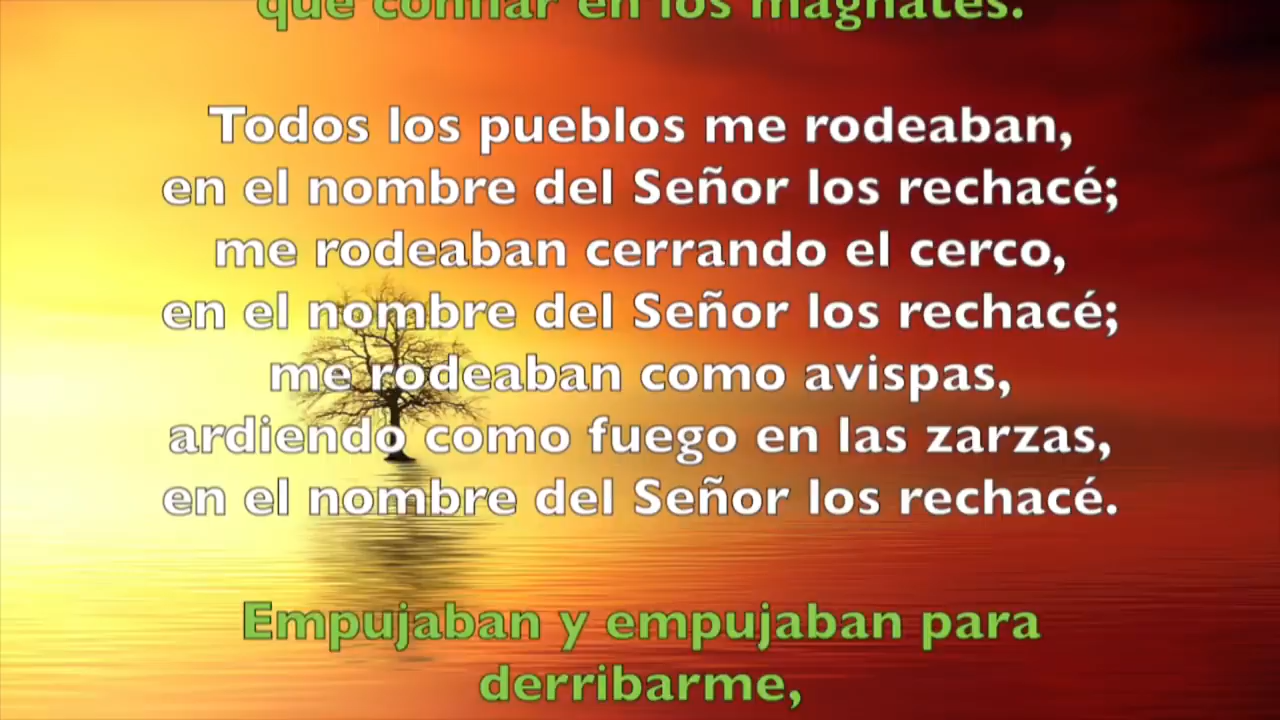 que confiar en los magnates.
Todos los pueblos me rodeaban,
en el nombre del Señor los rechacé;
me rodeaban cerrando el cerco,
en el nombre del Señor los rechacé;
me rodeaban como avispas,
ardiendo como fuego en las zarzas,
en el nombre del Señor los rechacé.
Empujaban y empujaban para
derribarme,